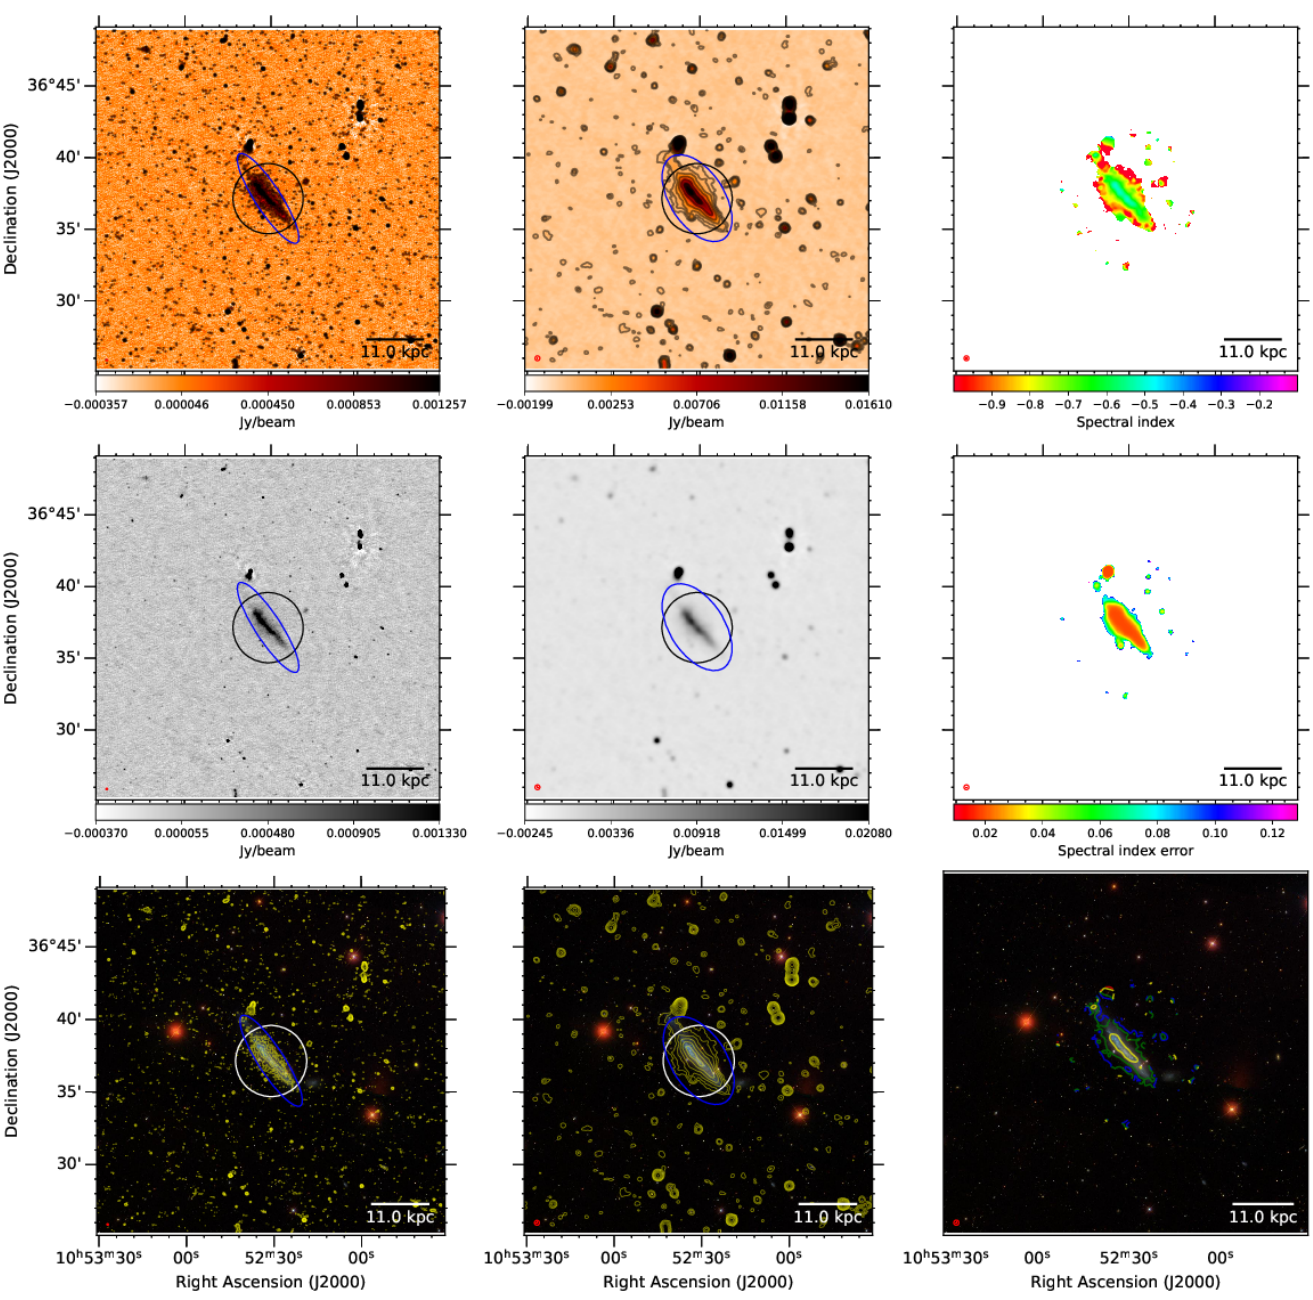 Declination (J2000)
36°45'
40'
35'
30'
11.0 kpc
11.0 kpc
11.0 kpc
−0.000357 0.000046 0.000450 0.000853 0.001257
Jy/beam
−0.00199 0.00253 0.00706 0.01158 0.01610
Jy/beam
−0.9 −0.8 −0.7 −0.6 −0.5 −0.4 −0.3 −0.2
Spectral index
Declination (J2000)
36°45'
40'
35'
30'
11.0 kpc
11.0 kpc
11.0 kpc
−0.000370 0.000055 0.000480 0.000905 0.001330
Jy/beam
−0.00245 0.00336 0.00918 0.01499 0.02080
Jy/beam
0.02 0.04 0.06 0.08 0.10 0.12
Spectral index error
Declination (J2000)
36°45'
40'
35'
30'
11.0 kpc
11.0 kpc
11.0 kpc
10ʰ53ᵐ30ˢ 00ˢ 52ᵐ30ˢ 00ˢ
Right Ascension (J2000)
10ʰ53ᵐ30ˢ 00ˢ 52ᵐ30ˢ 00ˢ
Right Ascension (J2000)
10ʰ53ᵐ30ˢ 00ˢ 52ᵐ30ˢ 00ˢ
Right Ascension (J2000)